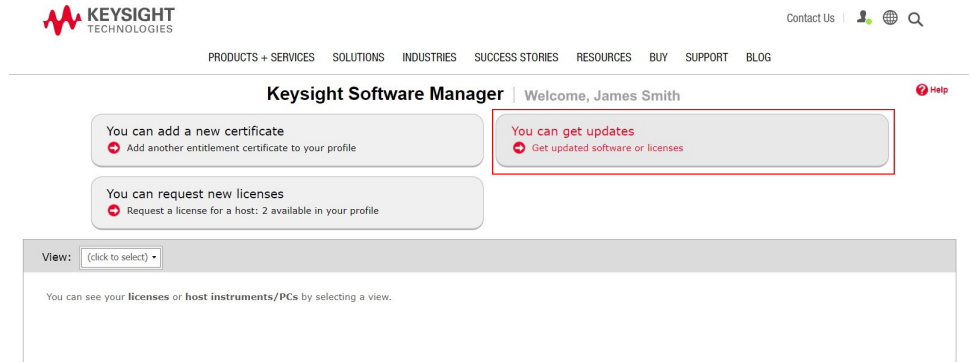 KEYSIGHT
TECHNOLOGIES
Contact Us
PRODUCTS + SERVICES SOLUTIONS INDUSTRIES SUCCESS STORIES RESOURCES BUY SUPPORT BLOG
Keysight Software Manager | Welcome, James Smith
? Help
You can add a new certificate
Add another entitlement certificate to your profile
You can get updates
Get updated software or licenses
You can request new licenses
Request a license for a host: 2 available in your profile
View: (click to select)
You can see your licenses or host instruments/PCs by selecting a view.